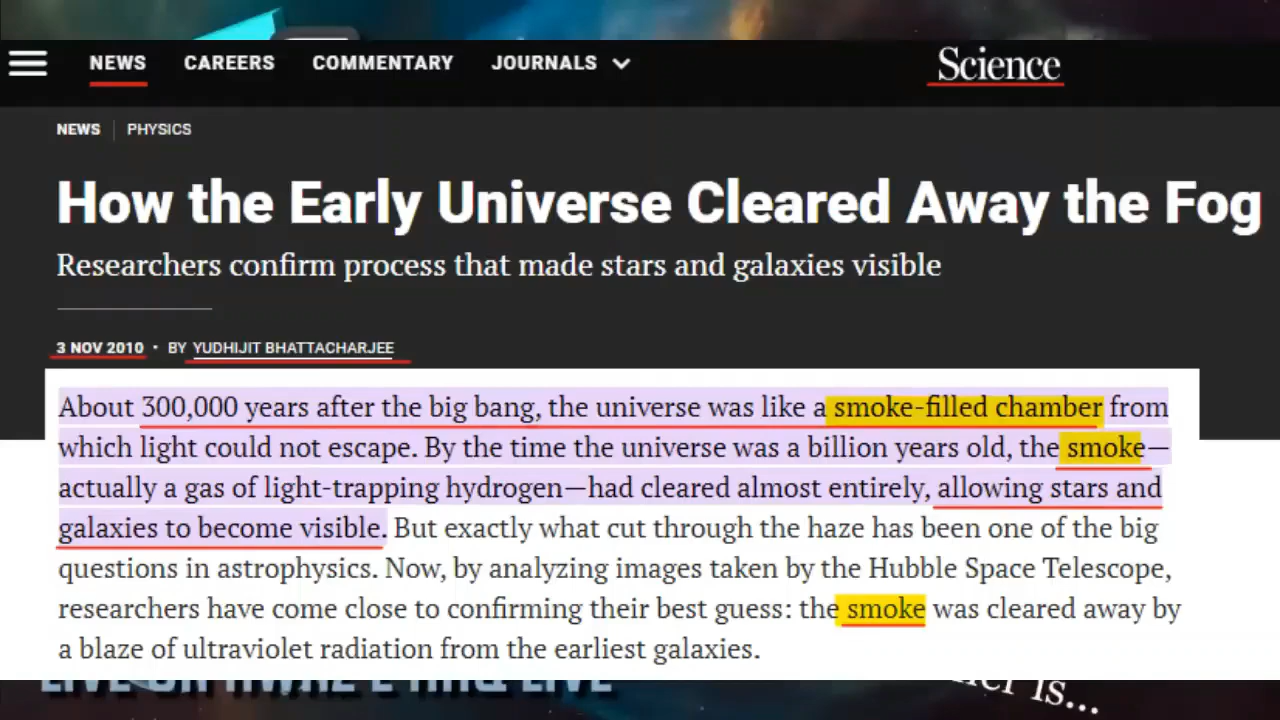 NEWS CAREERS COMMENTARY JOURNALS Science
NEWS PHYSICS
How the Early Universe Cleared Away the Fog
Researchers confirm process that made stars and galaxies visible
3 NOV 2010 • BY YUDHIJIT BHATTACHARJEE
About 300,000 years after the big bang, the universe was like a smoke-filled chamber from
which light could not escape. By the time the universe was a billion years old, the smoke—
actually a gas of light-trapping hydrogen—had cleared almost entirely, allowing stars and
galaxies to become visible. But exactly what cut through the haze has been one of the big
questions in astrophysics. Now, by analyzing images taken by the Hubble Space Telescope,
researchers have come close to confirming their best guess: the smoke was cleared away by
a blaze of ultraviolet radiation from the earliest galaxies.
is...